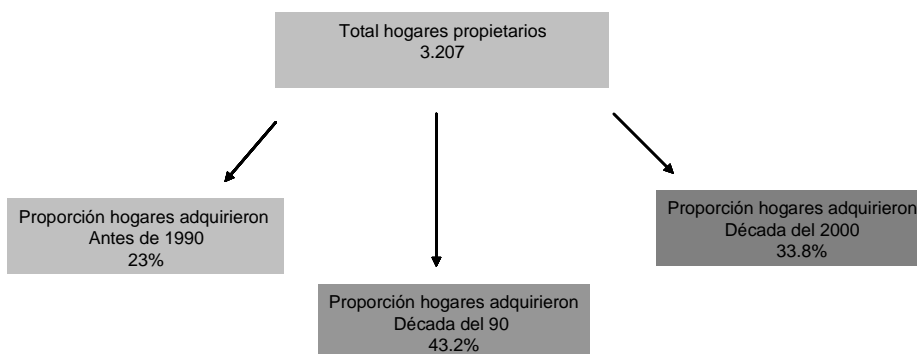 Total hogares propietarios
3.207
Proporción hogares adquirieron
Antes de 1990
23%
Proporción hogares adquirieron
Década del 90
43.2%
Proporción hogares adquirieron
Década del 2000
33.8%